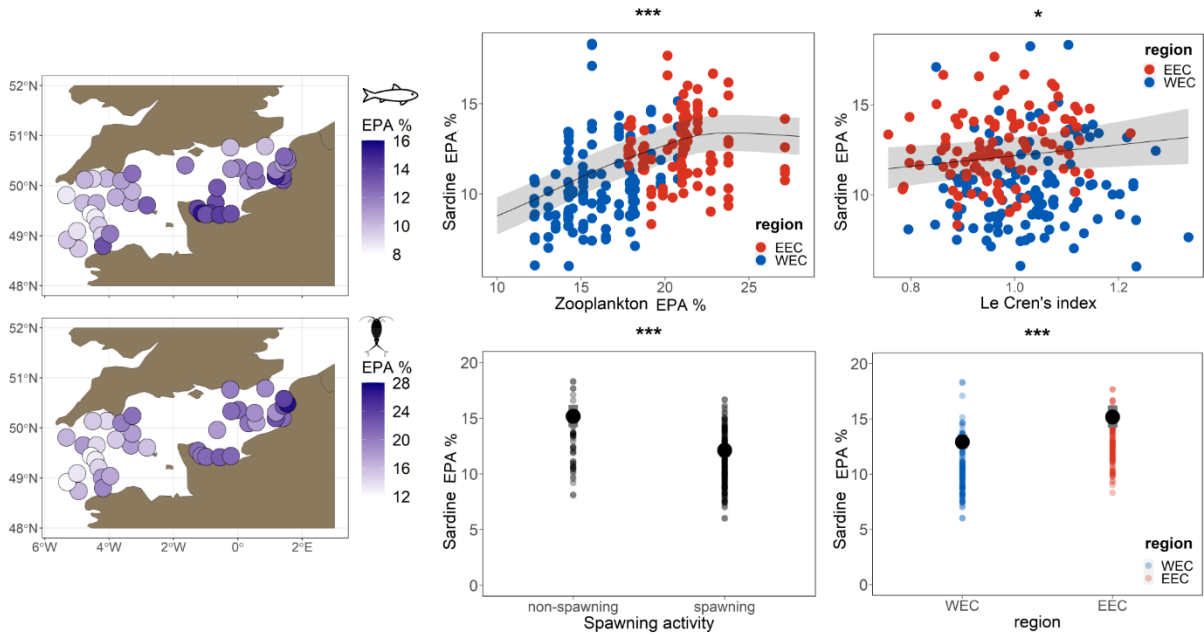 52°N
51°N
50°N
49°N
48°N
EPA %
16
14
12
10
8
52°N
51°N
50°N
49°N
48°N
6°W
4°W
2°W
0°
2°E
EPA %
28
24
20
16
12
***
Sardine EPA %
15
10
10
15
20
25
Zooplankton EPA %
region
EEC
WEC
*
Sardine EPA %
15
10
0.8
1.0
1.2
Le Cren's index
region
EEC
WEC
***
Sardine EPA %
20
15
10
5
0
non-spawning
spawning
Spawning activity
***
Sardine EPA %
20
15
10
5
0
WEC
EEC
region
region
WEC
EEC